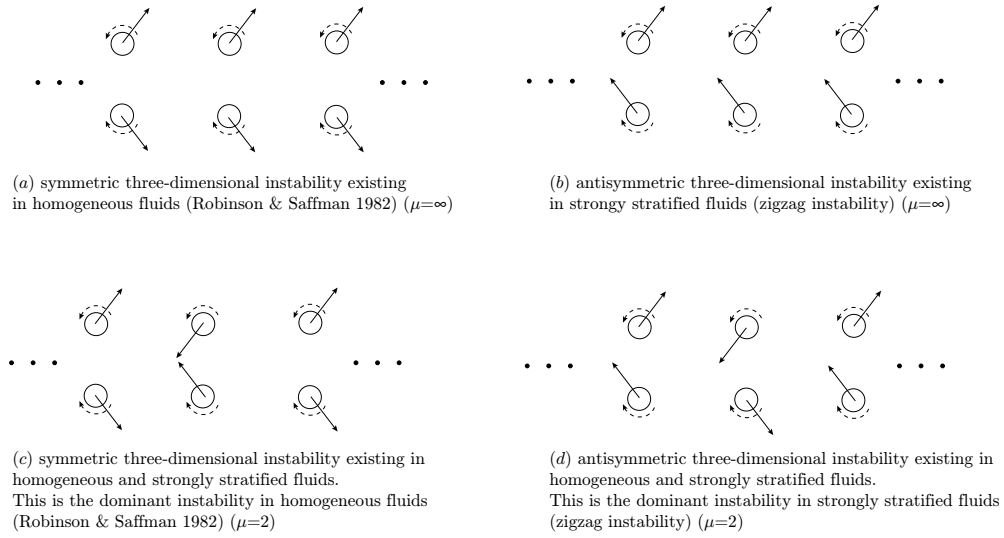 (a) symmetric three-dimensional instability existing
in homogeneous fluids (Robinson & Saffman 1982) (μ=∞)
(b) antisymmetric three-dimensional instability existing
in strongy stratified fluids (zigzag instability) (μ=∞)
(c) symmetric three-dimensional instability existing in
homogeneous and strongly stratified fluids.
This is the dominant instability in homogeneous fluids
(Robinson & Saffman 1982) (μ=2)
(d) antisymmetric three-dimensional instability existing in
homogeneous and strongly stratified fluids.
This is the dominant instability in strongly stratified fluids
(zigzag instability) (μ=2)